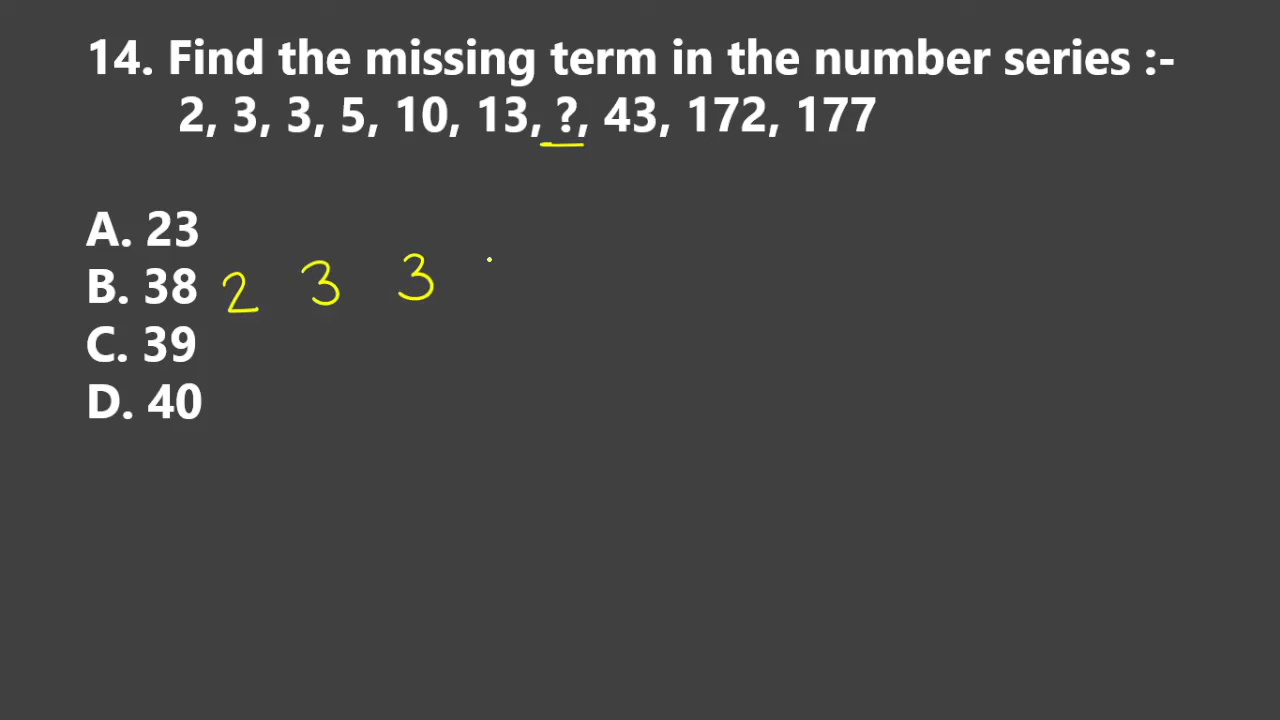 14. Find the missing term in the number series :-
2, 3, 3, 5, 10, 13, ?, 43, 172, 177
A. 23
B. 38
2 3 3
C. 39
D. 40